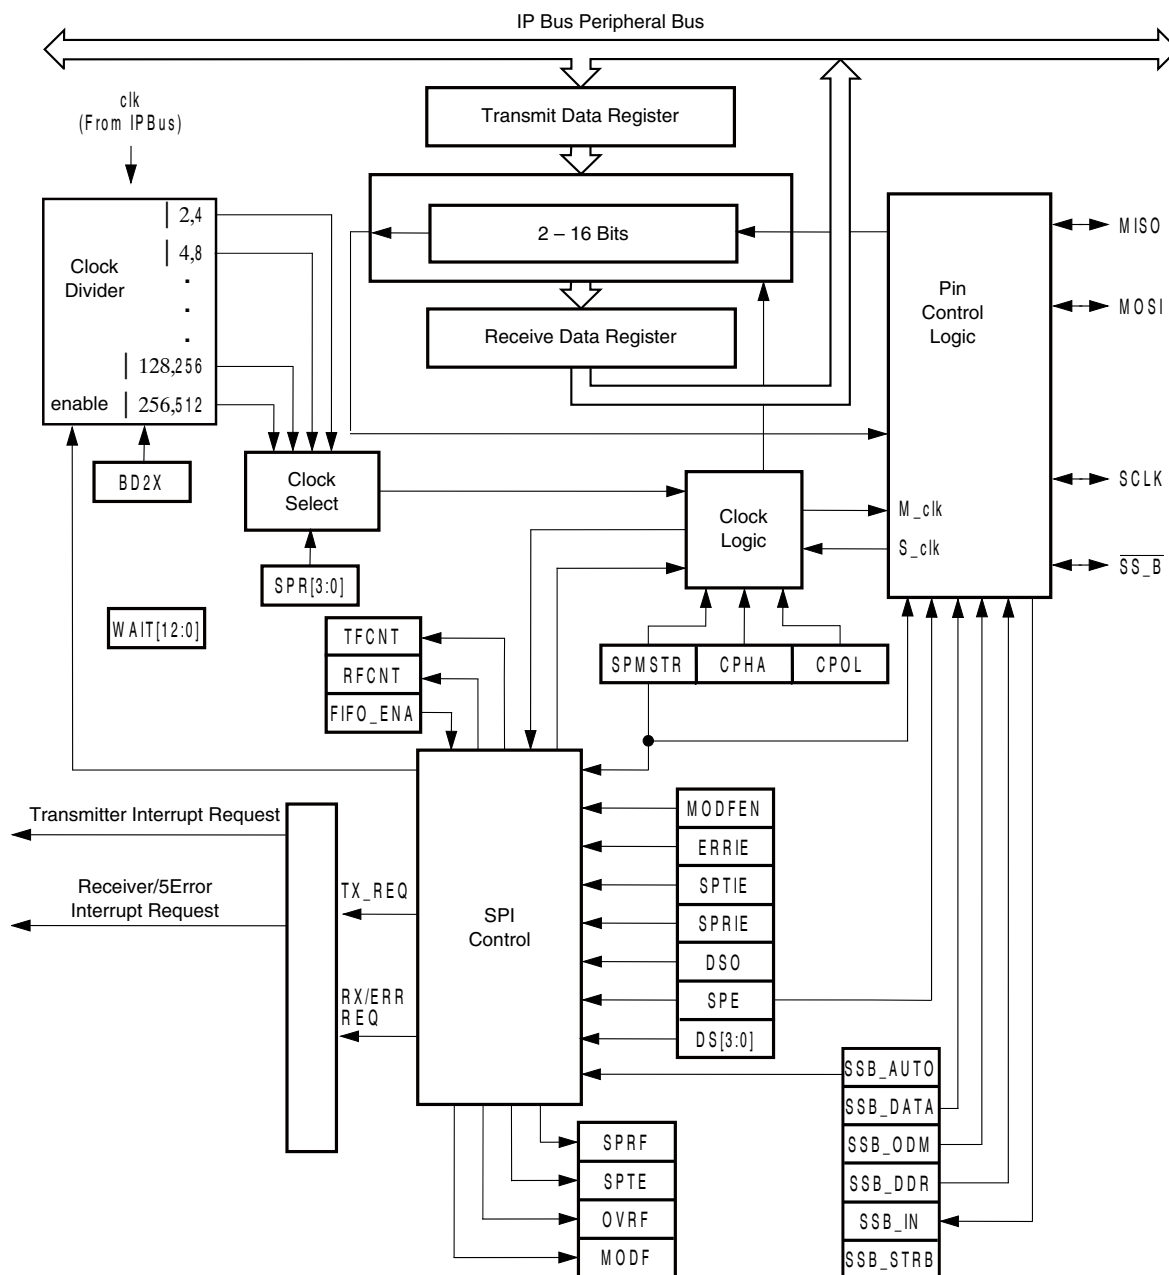 IP Bus Peripheral Bus
clk
(From IPBus)
Transmit Data Register
2 – 16 Bits
Receive Data Register
Clock
Divider
| 2,4
| 4,8
.
.
.
| 128,256
enable | 256,512
BD2X
Clock
Select
SPR[3:0]
WAIT[12:0]
Pin
Control
Logic
M_clk
S_clk
MISO
MOSI
SCLK
SS_B
Clock
Logic
SPMSTR
CPHA
CPOL
TFCNT
RFCNT
FIFO_ENA
Transmitter Interrupt Request
Receiver/5Error
Interrupt Request
TX_REQ
RX/ERR
REQ
SPI
Control
MODFEN
ERRIE
SPTIE
SPRIE
DSO
SPE
DS[3:0]
SSB_AUTO
SSB_DATA
SSB_ODM
SSB_DDR
SSB_IN
SSB_STRB
SPRF
SPTE
OVRF
MODF